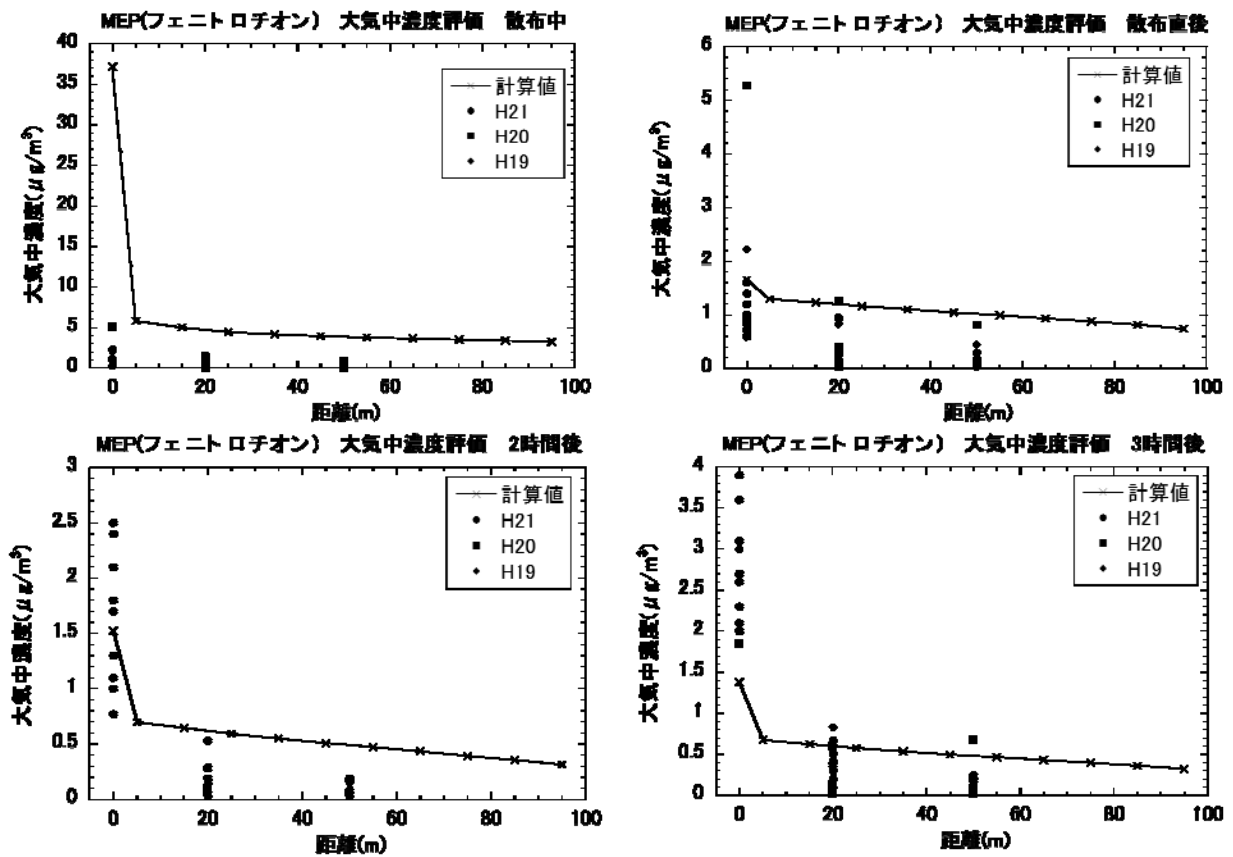 MEP(フェニトロチオン) 大気中濃度評価 散布中
大気中濃度(μg/m³)
40
35
30
25
20
15
10
5
0
計算値
H21
H20
H19
0 20 40 60 80 100
距離(m)
MEP(フェニトロチオン) 大気中濃度評価 散布直後
大気中濃度(μg/m³)
6
5
4
3
2
1
0
計算値
H21
H20
H19
0 20 40 60 80 100
距離(m)
MEP(フェニトロチオン) 大気中濃度評価 2時間後
大気中濃度(μg/m³)
3
2.5
2
1.5
1
0.5
0
計算値
H21
H20
H19
0 20 40 60 80 100
距離(m)
MEP(フェニトロチオン) 大気中濃度評価 3時間後
大気中濃度(μg/m³)
4
3.5
3
2.5
2
1.5
1
0.5
0
計算値
H21
H20
H19
0 20 40 60 80 100
距離(m)